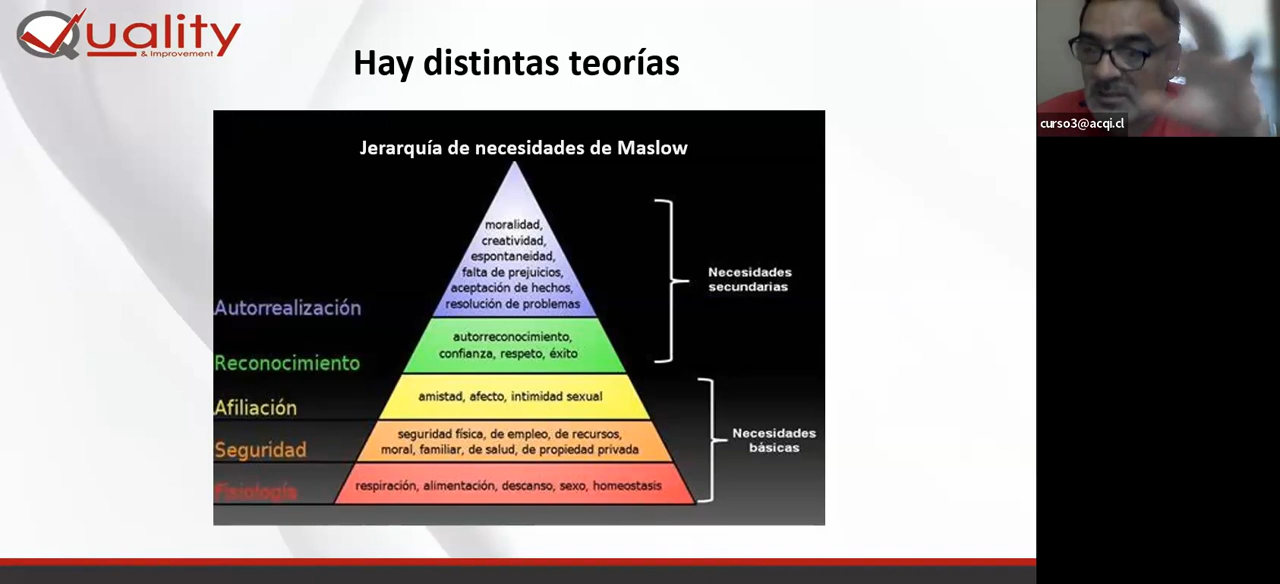 Quality
& Improvement
Hay distintas teorías
curso3@acqi.cl
Jerarquía de necesidades de Maslow
moralidad,
creatividad,
espontaneidad,
falta de prejuicios,
aceptación de hechos,
resolución de problemas
Autorrealización
Necesidades
secundarias
autorreconocimiento,
confianza, respeto, éxito
Reconocimiento
amistad, afecto, intimidad sexual
Afiliación
seguridad física, de empleo, de recursos,
moral, familiar, de salud, de propiedad privada
Seguridad
Necesidades
básicas
respiración, alimentación, descanso, sexo, homeostasis
Fisiología